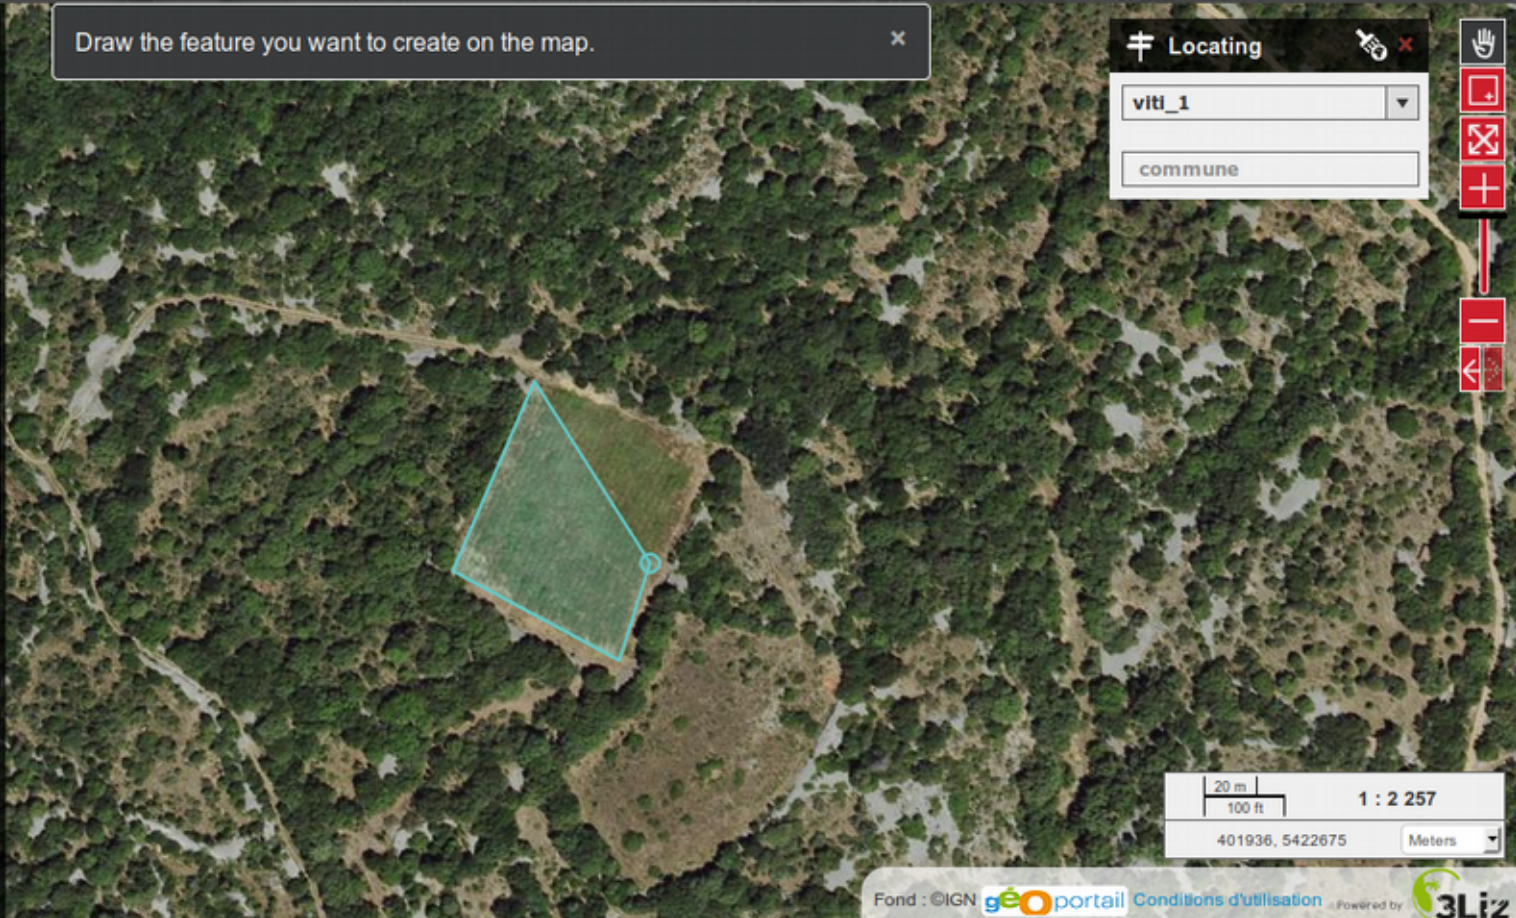 Draw the feature you want to create on the map.
Locating
viti_1
commune
20 m
100 ft
1 : 2 257
401936, 5422675
Meters
Fond : ©IGN géoportail Conditions d'utilisation Powered by 3Liz